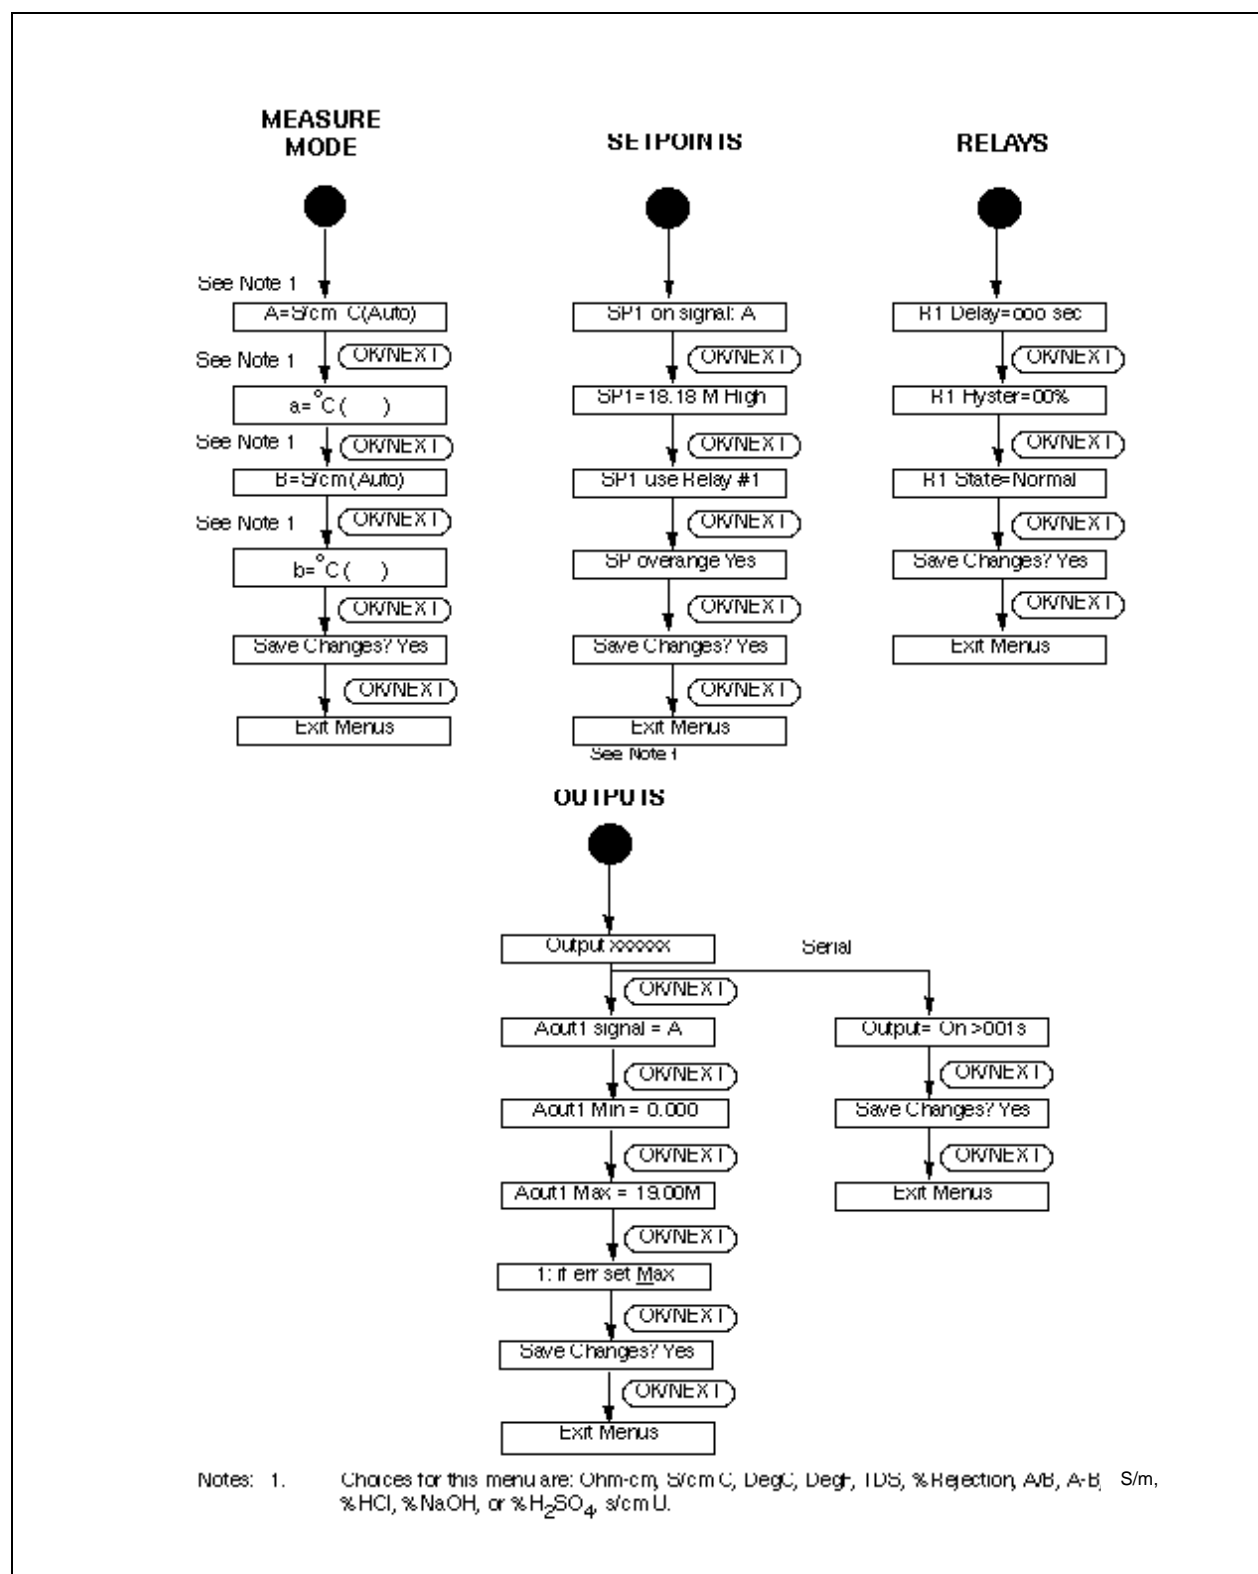 MEASURE
MODE
See Note 1
A=S/cm C(Auto)
OK/NEXT
See Note 1
a=°C ( )
See Note 1
OK/NEXT
B=S/cm (Auto)
See Note 1
OK/NEXT
b=°C ( )
OK/NEXT
Save Changes? Yes
OK/NEXT
Exit Menus
SETPOINTS
SP1 on signal: A
OK/NEXT
SP1=18.18 M High
OK/NEXT
SP1 use Relay #1
OK/NEXT
SP overange Yes
OK/NEXT
Save Changes? Yes
OK/NEXT
Exit Menus
See Note 1
RELAYS
R1 Delay=ooo sec
OK/NEXT
R1 Hyster=00%
OK/NEXT
R1 State=Normal
OK/NEXT
Save Changes? Yes
OK/NEXT
Exit Menus
OUTPUTS
Output xxxxxx
OK/NEXT
Aout1 signal = A
OK/NEXT
Aout1 Min = 0.000
OK/NEXT
Aout1 Max = 19.00M
OK/NEXT
1: if err set Max
OK/NEXT
Save Changes? Yes
OK/NEXT
Exit Menus
Serial
Output= On >001s
OK/NEXT
Save Changes? Yes
OK/NEXT
Exit Menus
Notes: 1. Choices for this menu are: Ohm-cm, S/cm C, DegC, DegF, TDS, % Rejection, A/B, A-B, S/m,
%HCl, %NaOH, or %H2SO4, s/cm U.